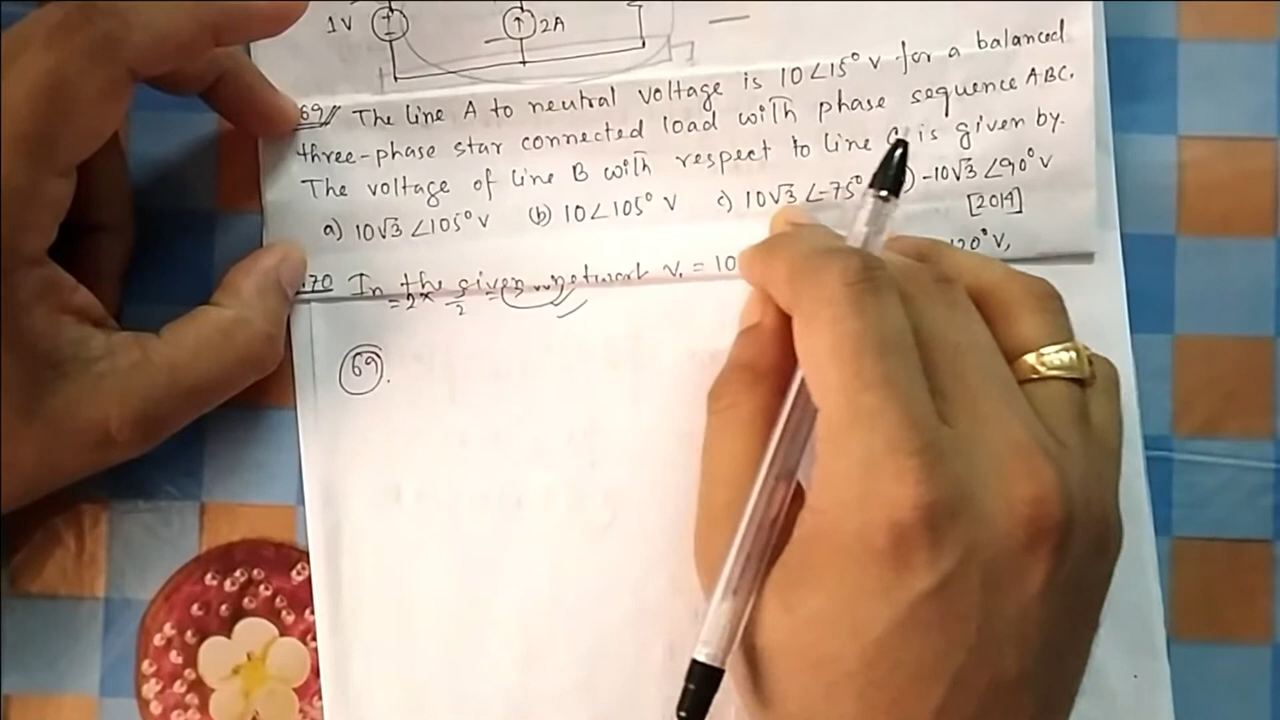 1V 2A
69// The line A to neutral voltage is 10∠15° V for a balanced
three-phase star connected load with phase sequence ABC.
The voltage of line B with respect to line is given by.
a) 10√3 ∠105° V (b) 10∠105° V c) 10√3 ∠-75° ) -10√3 ∠90° V
[2014]
70 In the given network V₁ = 10 120° V,
69.